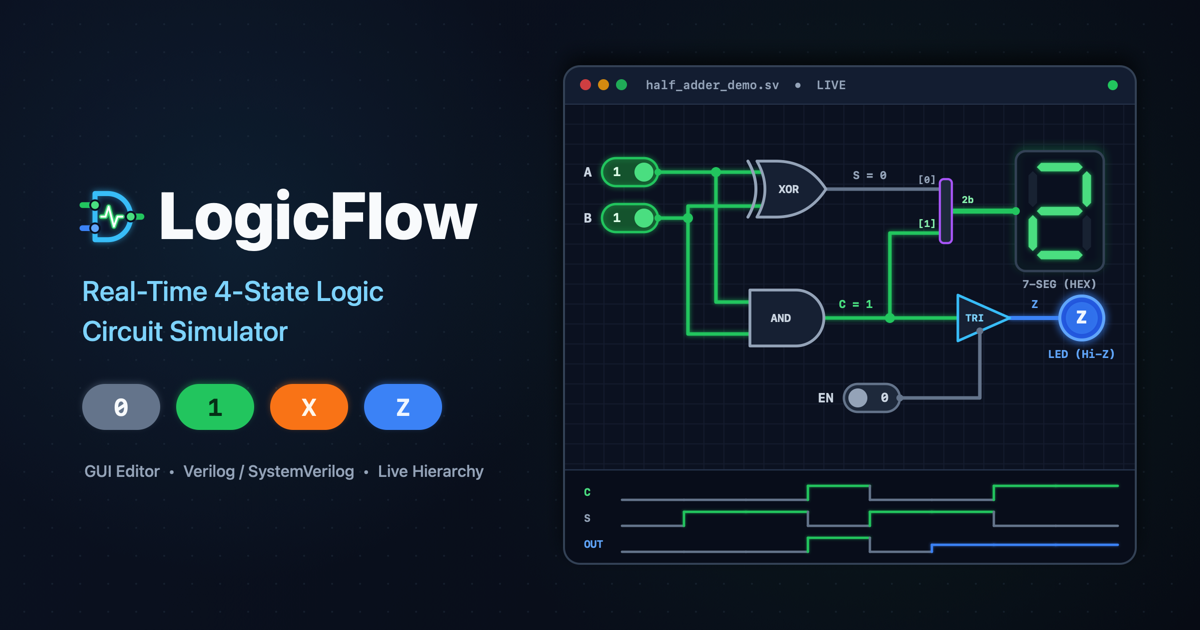 LogicFlow
Real-Time 4-State Logic
Circuit Simulator
0 1 X Z
GUI Editor • Verilog / SystemVerilog • Live Hierarchy
half_adder_demo.sv • LIVE
A 1
B 1
XOR
S = 0
[0]
[1]
2b
2
7-SEG (HEX)
AND
C = 1
TRI
Z
Z
LED (Hi-Z)
EN 0
C
S
OUT